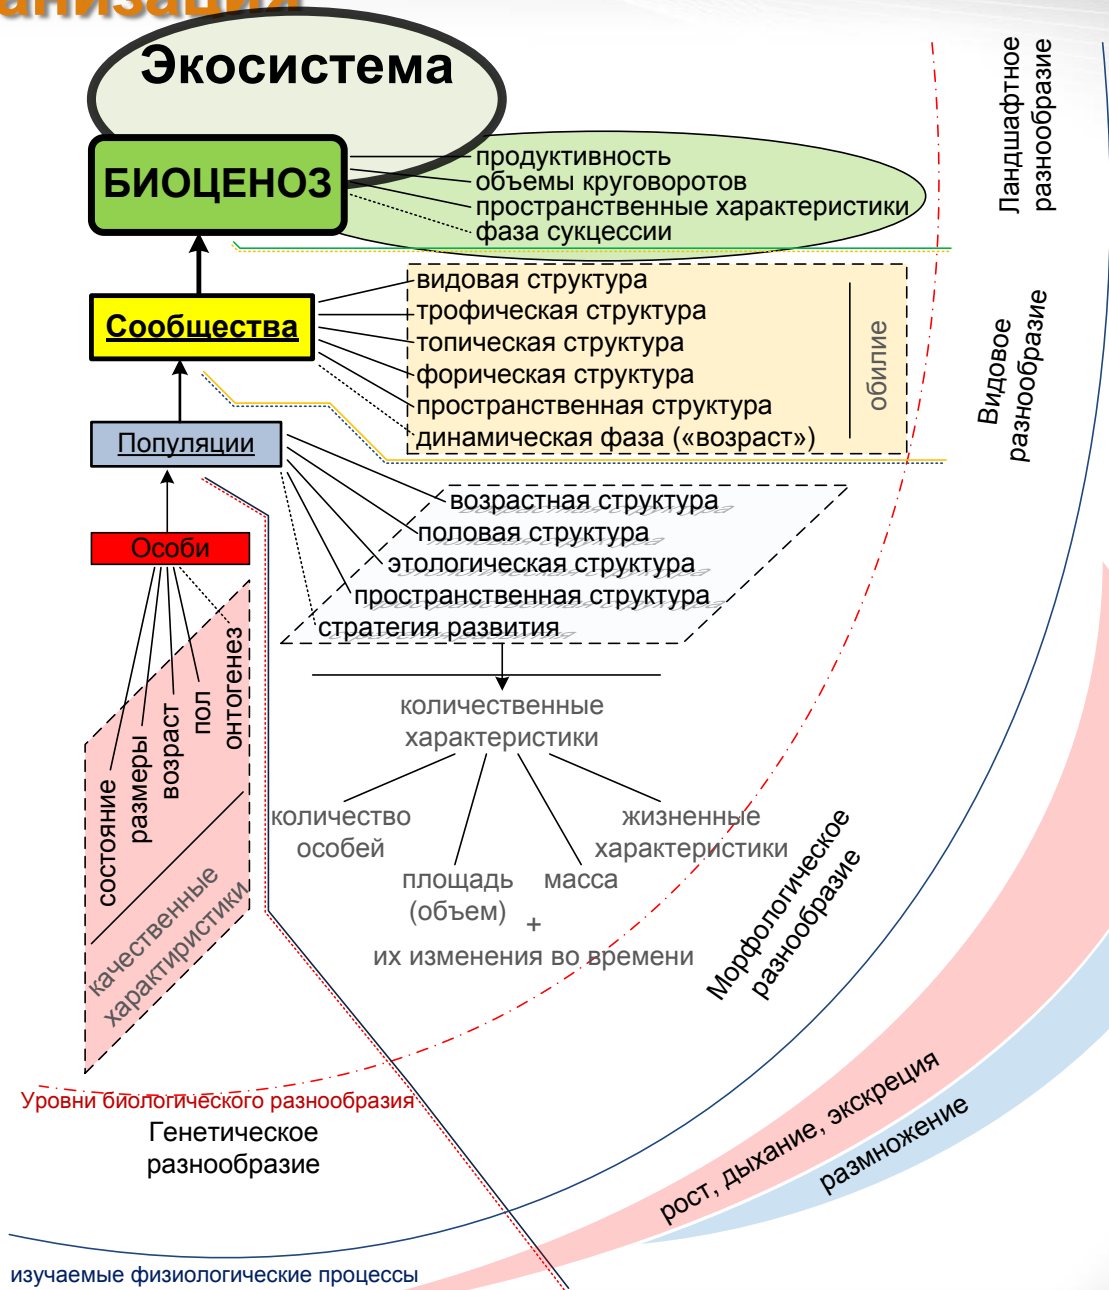 Экосистема
БИОЦЕНОЗ
продуктивность
объемы круговоротов
пространственные характеристики
фаза сукцессии
Ландшафтное
разнообразие
Сообщества
видовая структура
трофическая структура
топическая структура
форическая структура
пространственная структура
динамическая фаза («возраст»)
обилие
Видовое
разнообразие
Популяции
возрастная структура
половая структура
этологическая структура
пространственная структура
стратегия развития
Особи
состояние
размеры
возраст
пол
онтогенез
качественные
характиристики
количественные
характеристики
количество
особей
площадь
(объем)
масса
жизненные
характеристики
+
их изменения во времени
Морфологическое
разнообразие
Уровни биологического разнообразия
Генетическое
разнообразие
рост, дыхание, экскреция
размножение
изучаемые физиологические процессы